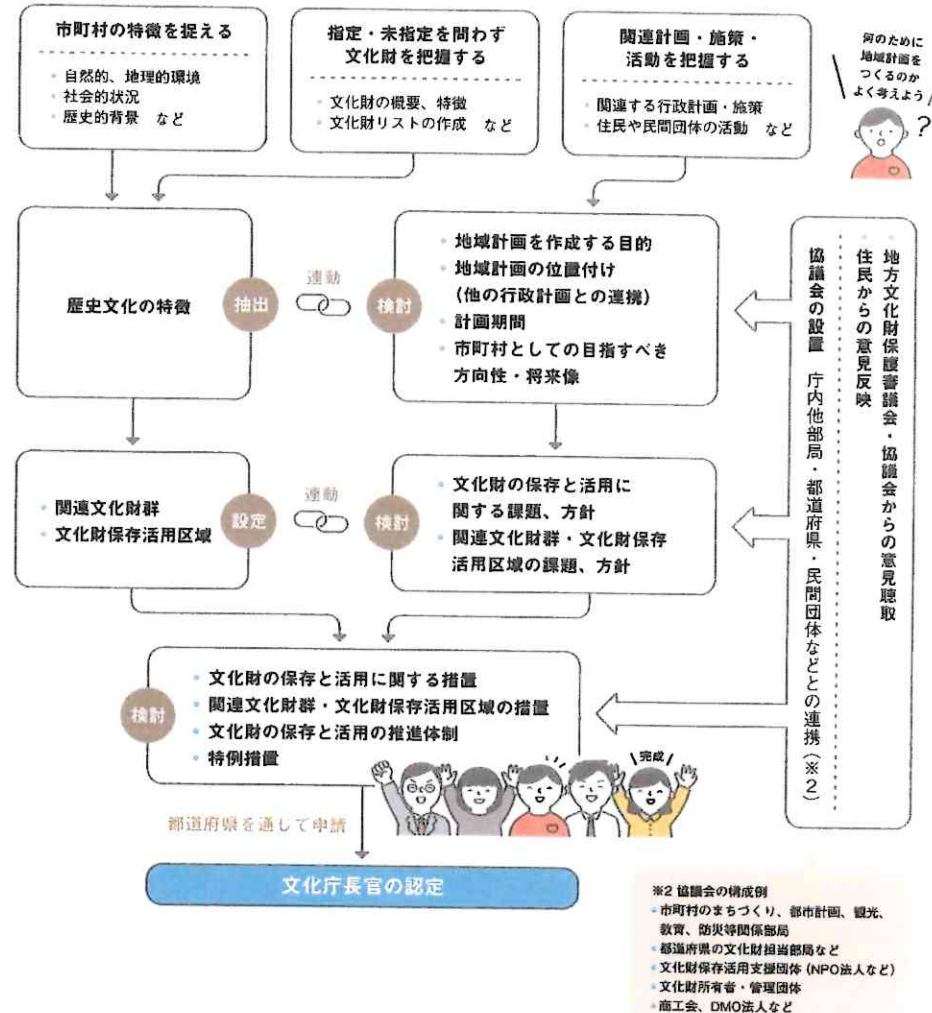 市町村の特徴を捉える
・自然的、地理的環境
・社会的状況
・歴史的背景 など
指定・未指定を問わず
文化財を把握する
・文化財の概要、特徴
・文化財リストの作成 など
関連計画・施策・
活動を把握する
・関連する行政計画・施策
・住民や民間団体の活動 など
何のために
地域計画を
つくるのか
よく考えよう
?
歴史文化の特徴
抽出
連動
検討
・地域計画を作成する目的
・地域計画の位置付け
(他の行政計画との連携)
・計画期間
・市町村としての目指すべき
方向性・将来像
・関連文化財群
・文化財保存活用区域
設定
連動
検討
・文化財の保存と活用に
関する課題、方針
・関連文化財群・文化財保存
活用区域の課題、方針
・地方文化財保護審議会・協議会からの意見聴取
・住民からの意見反映
協議会の設置 庁内他部局・都道府県・民間団体などとの連携(※2)
検討
・文化財の保存と活用に関する措置
・関連文化財群・文化財保存活用区域の措置
・文化財の保存と活用の推進体制
・特例措置
完成
都道府県を通して申請
文化庁長官の認定
※2 協議会の構成例
・市町村のまちづくり、都市計画、観光、
教育、防災等関係部局
・都道府県の文化財担当部局など
・文化財保存活用支援団体(NPO法人など)
・文化財所有者・管理団体
・商工会、DMO法人など